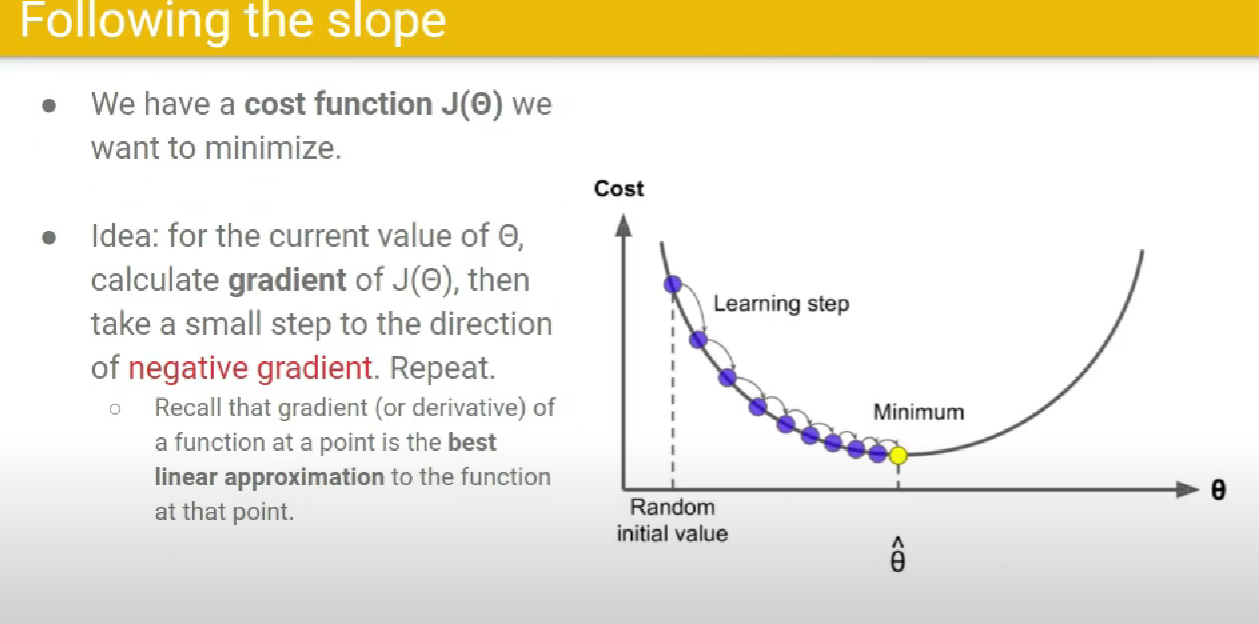 Following the slope
● We have a cost function J(Θ) we
want to minimize.
● Idea: for the current value of Θ,
calculate gradient of J(Θ), then
take a small step to the direction
of negative gradient. Repeat.
○ Recall that gradient (or derivative) of
a function at a point is the best
linear approximation to the function
at that point.
Cost
Learning step
Minimum
θ
Random
initial value
θ̂